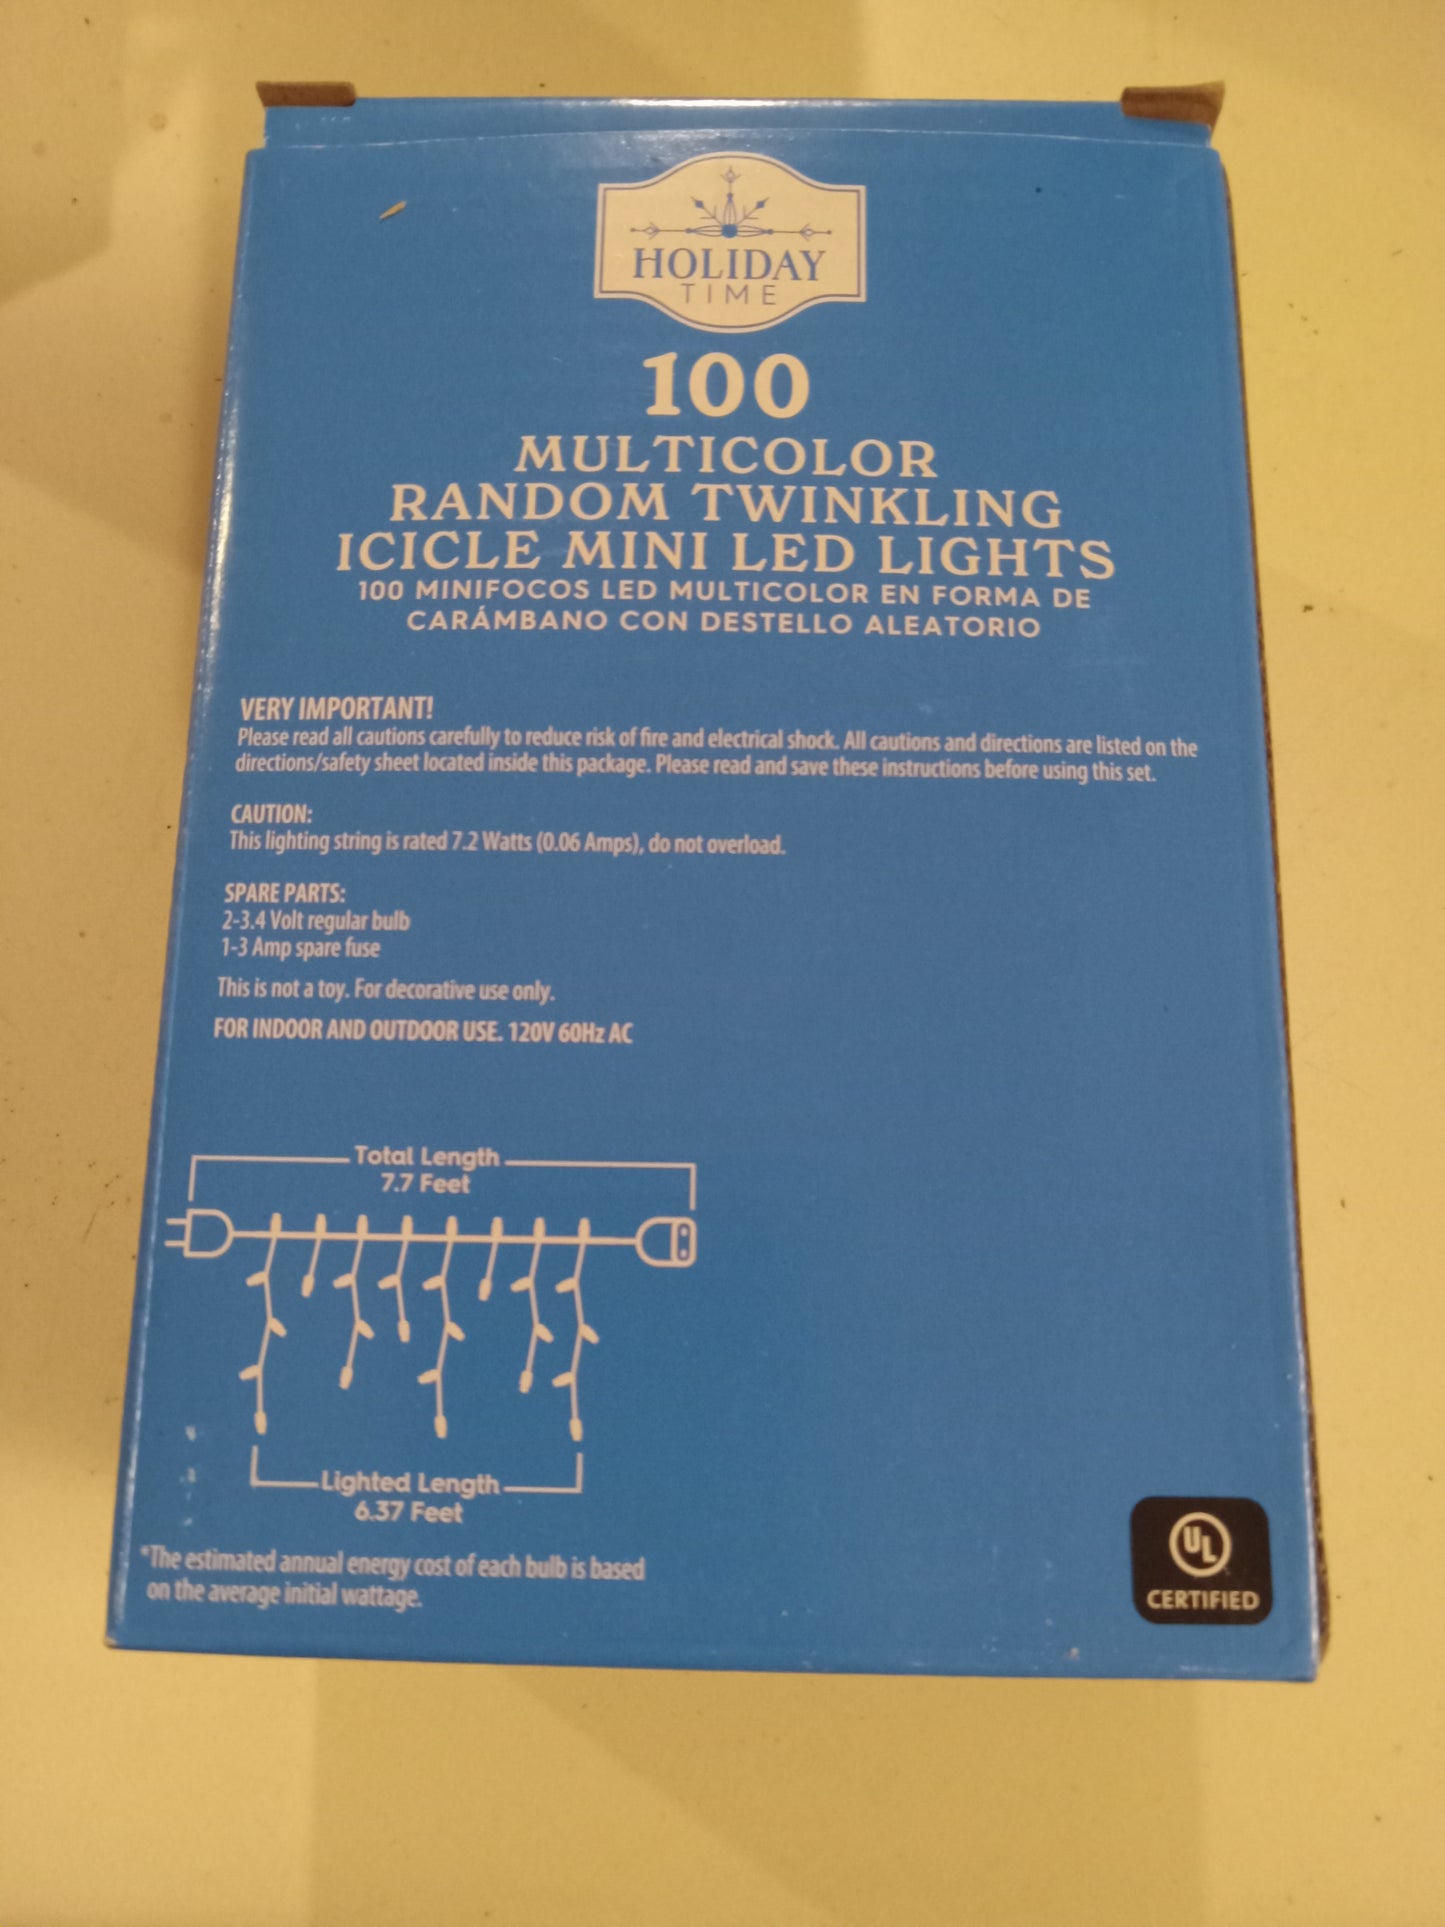 HOLIDAY
TIME
100
MULTICOLOR
RANDOM TWINKLING
ICICLE MINI LED LIGHTS
100 MINIFOCOS LED MULTICOLOR EN FORMA DE
CARÁMBANO CON DESTELLO ALEATORIO
VERY IMPORTANT!
Please read all cautions carefully to reduce risk of fire and electrical shock. All cautions and directions are listed on the
directions/safety sheet located inside this package. Please read and save these instructions before using this set.
CAUTION:
This lighting string is rated 7.2 Watts (0.06 Amps), do not overload.
SPARE PARTS:
2-3.4 Volt regular bulb
1-3 Amp spare fuse
This is not a toy. For decorative use only.
FOR INDOOR AND OUTDOOR USE. 120V 60Hz AC
Total Length
7.7 Feet
Lighted Length
6.37 Feet
*The estimated annual energy cost of each bulb is based
on the average initial wattage.
UL
CERTIFIED